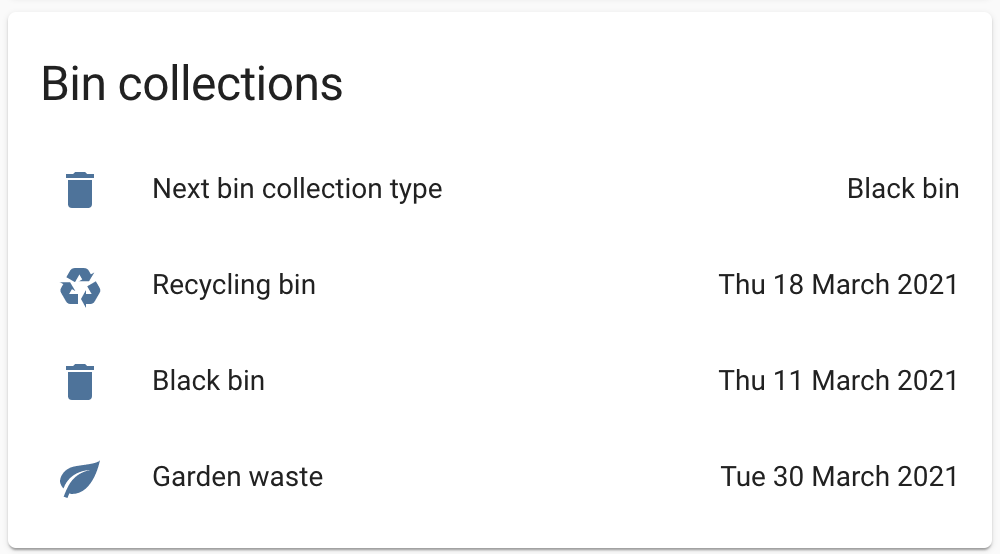 Bin collections
Next bin collection type Black bin
Recycling bin Thu 18 March 2021
Black bin Thu 11 March 2021
Garden waste Tue 30 March 2021